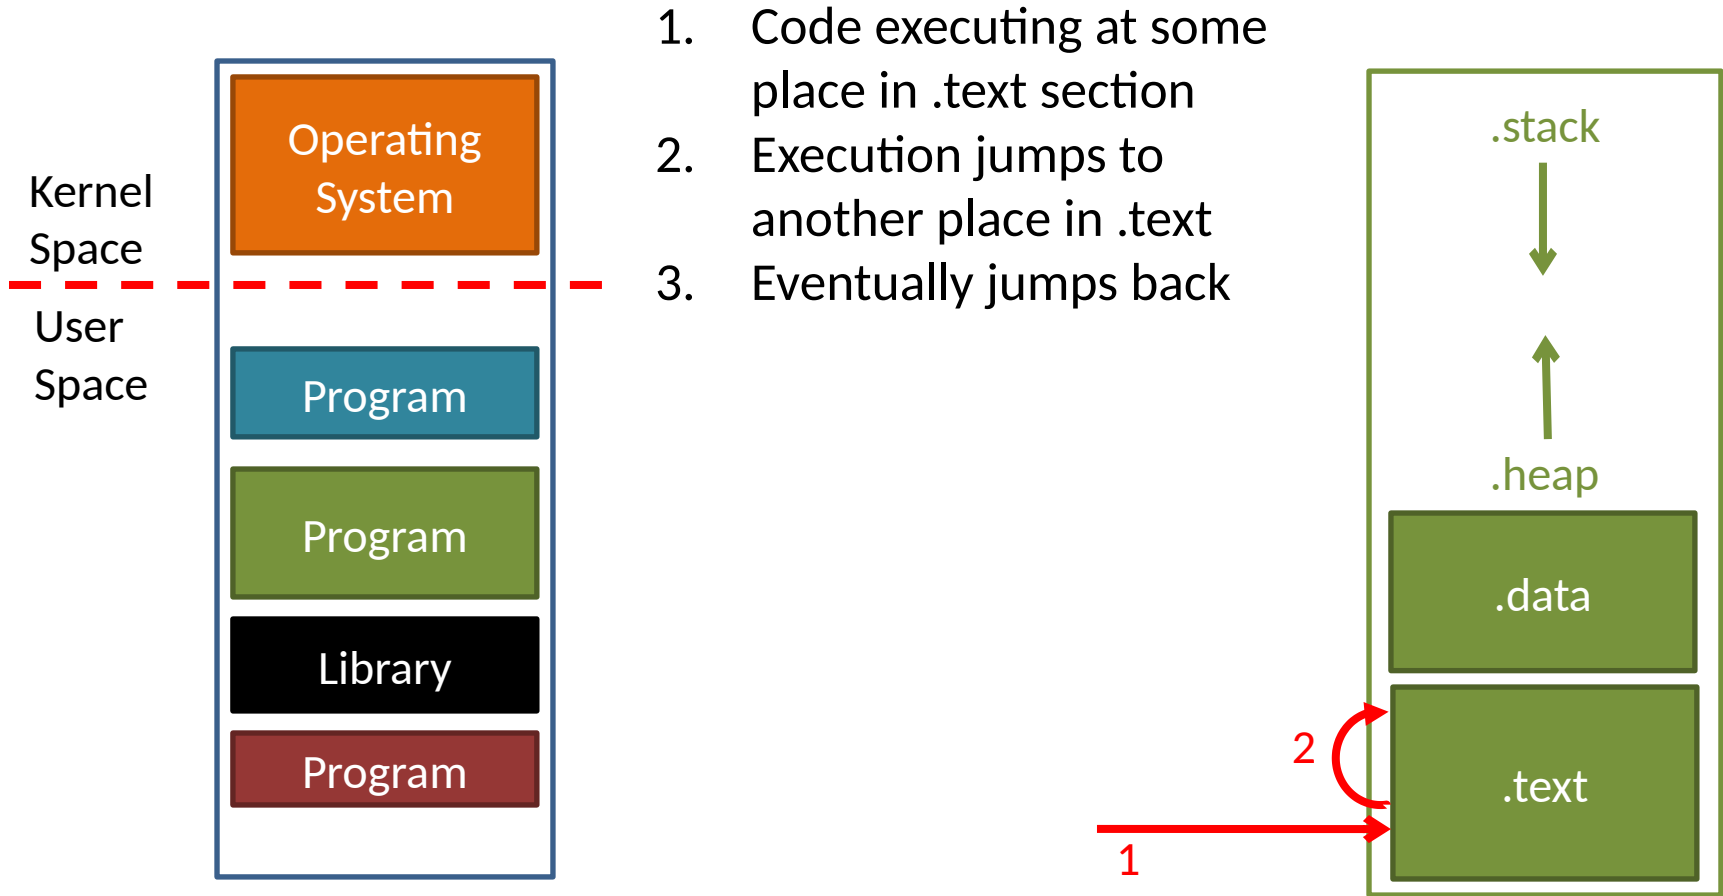 Kernel
Space
User
Space
Operating
System
Program
Program
Library
Program
1. Code executing at some
place in .text section
2. Execution jumps to
another place in .text
3. Eventually jumps back
.stack
.heap
.data
.text
2
1